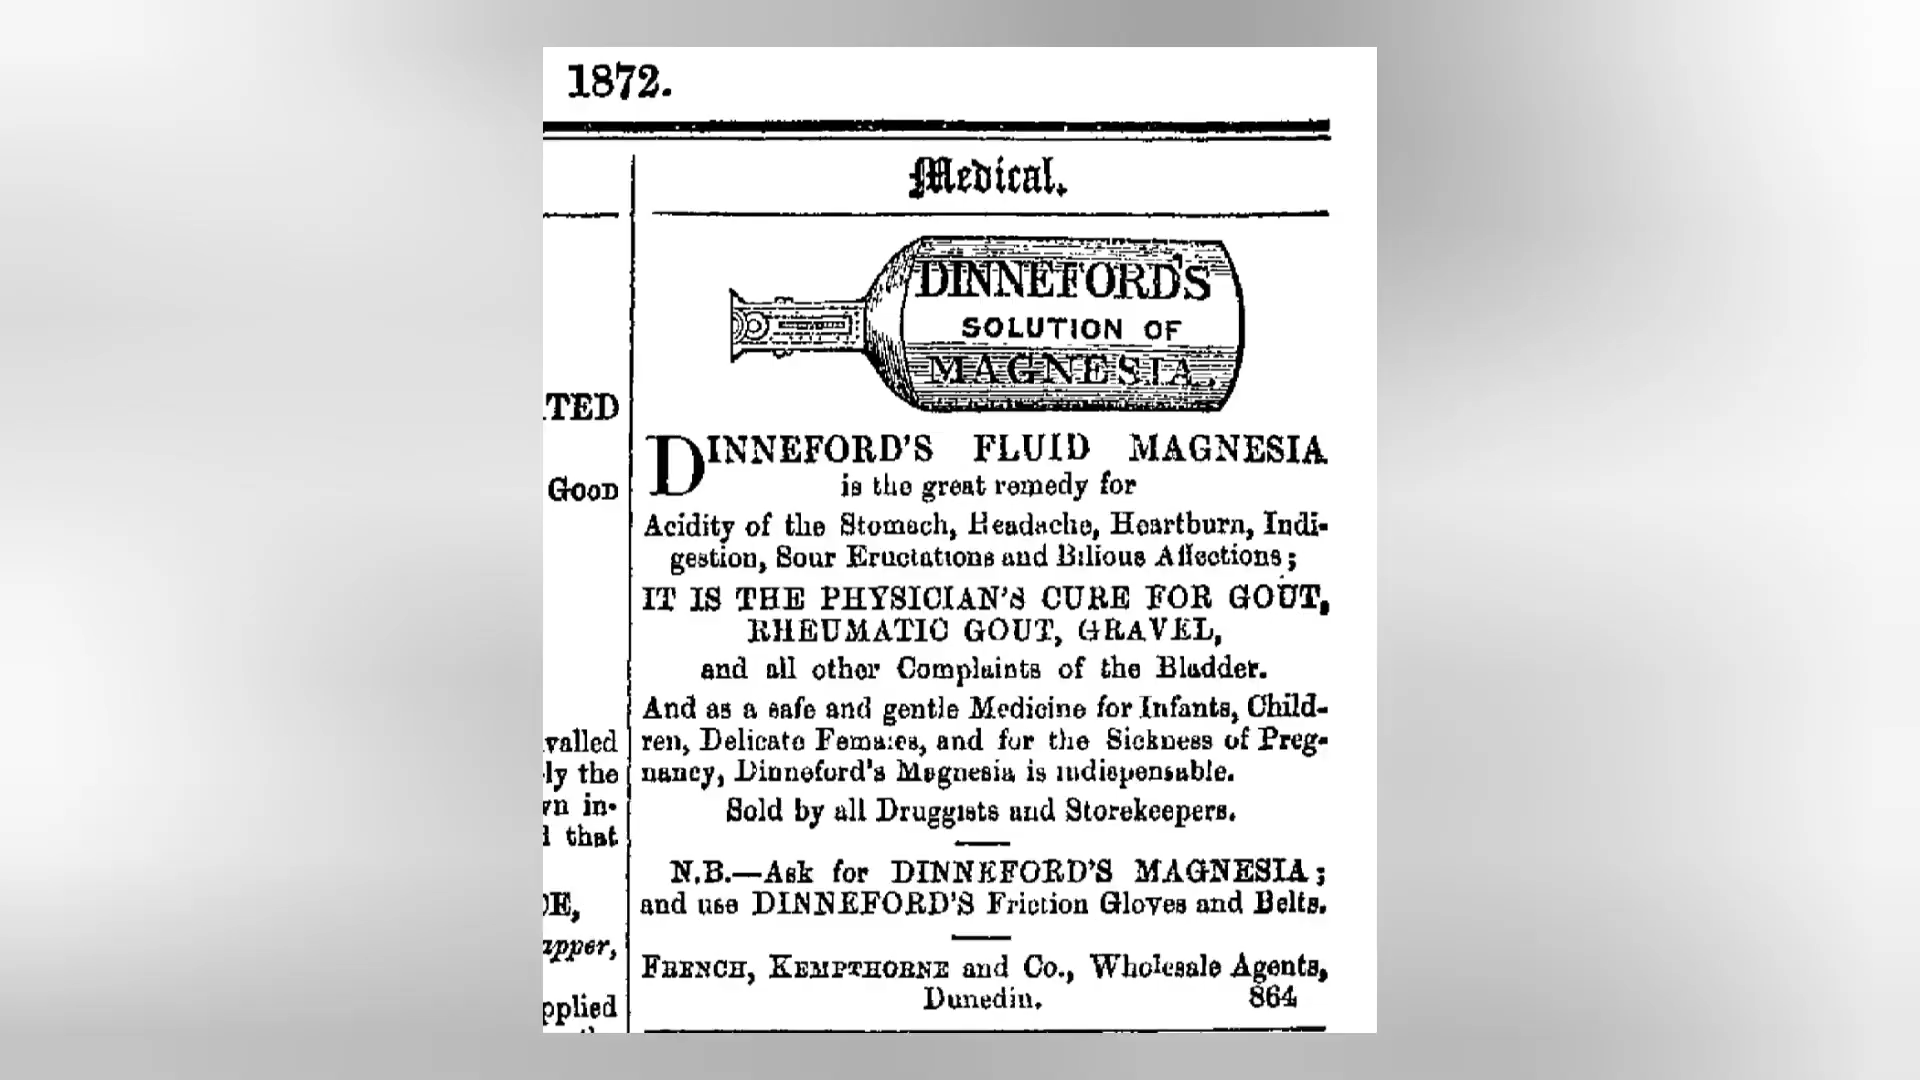 1872.
Medical.
DINNEFORD'S
SOLUTION OF
MAGNESIA.
DINNEFORD'S FLUID MAGNESIA
is the great remedy for
Acidity of the Stomach, Headache, Heartburn, Indi-
gestion, Sour Eructations and Bilious Affections;
IT IS THE PHYSICIAN'S CURE FOR GOUT,
RHEUMATIC GOUT, GRAVEL,
and all other Complaints of the Bladder.
And as a safe and gentle Medicine for Infants, Child-
ren, Delicate Females, and for the Sickness of Preg-
nancy, Dinneford's Magnesia is indispensable.
Sold by all Druggists and Storekeepers.
N.B.—Ask for DINNEFORD'S MAGNESIA;
and use DINNEFORD'S Friction Gloves and Belts.
FRENCH, KEMPTHORNE and Co., Wholesale Agents,
Dunedin. 864
TED
GOOD
valled
ly the
vn in-
that
E,
apper,
pplied